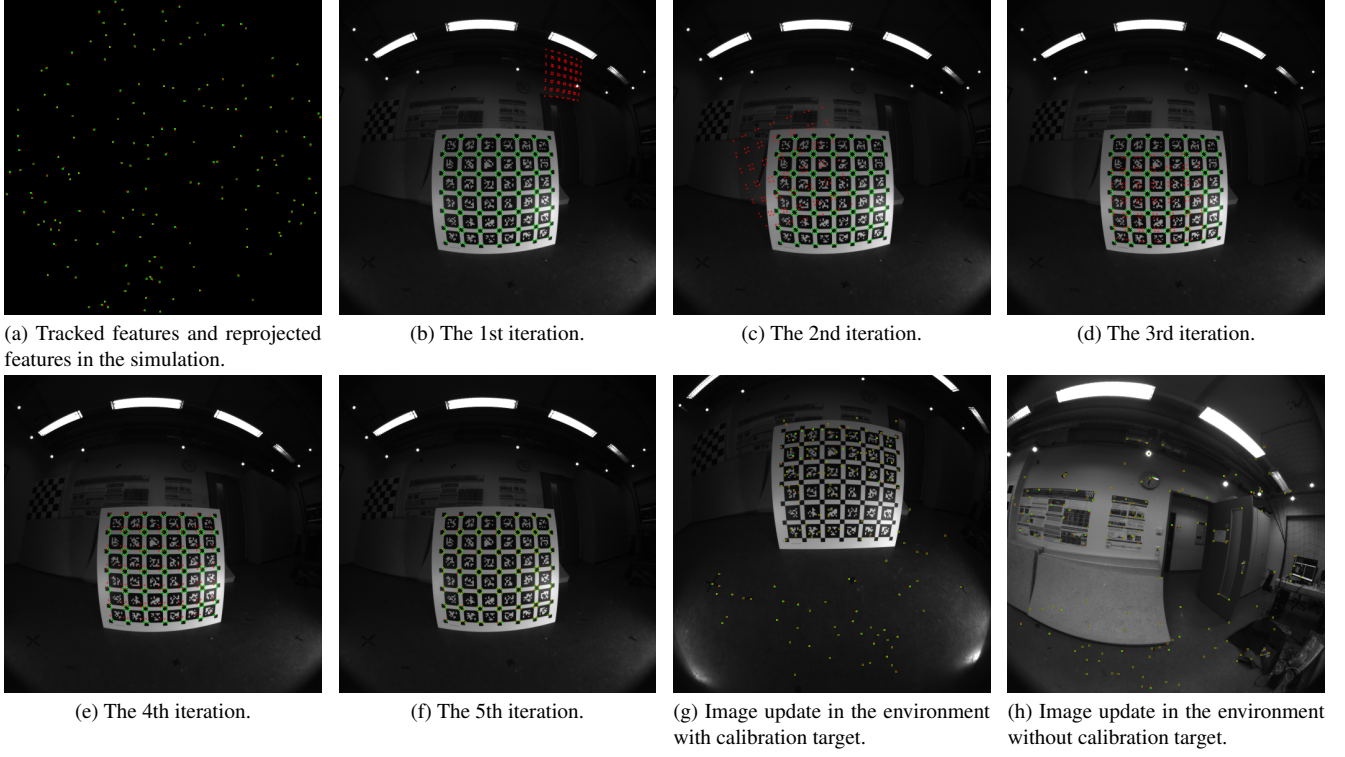 (a) Tracked features and reprojected
features in the simulation.
(b) The 1st iteration.
(c) The 2nd iteration.
(d) The 3rd iteration.
(e) The 4th iteration.
(f) The 5th iteration.
(g) Image update in the environment
with calibration target.
(h) Image update in the environment
without calibration target.